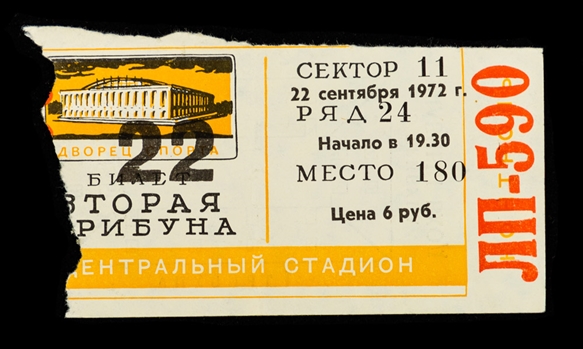 ДВОРЕЦ СПОРТА
22
БИЛЕТ
ВТОРАЯ
ТРИБУНА
ЦЕНТРАЛЬНЫЙ СТАДИОН
СЕКТОР 11
22 сентября 1972 г.
РЯД 24
Начало в 19.30
МЕСТО 180
Цена 6 руб.
ЛП-590